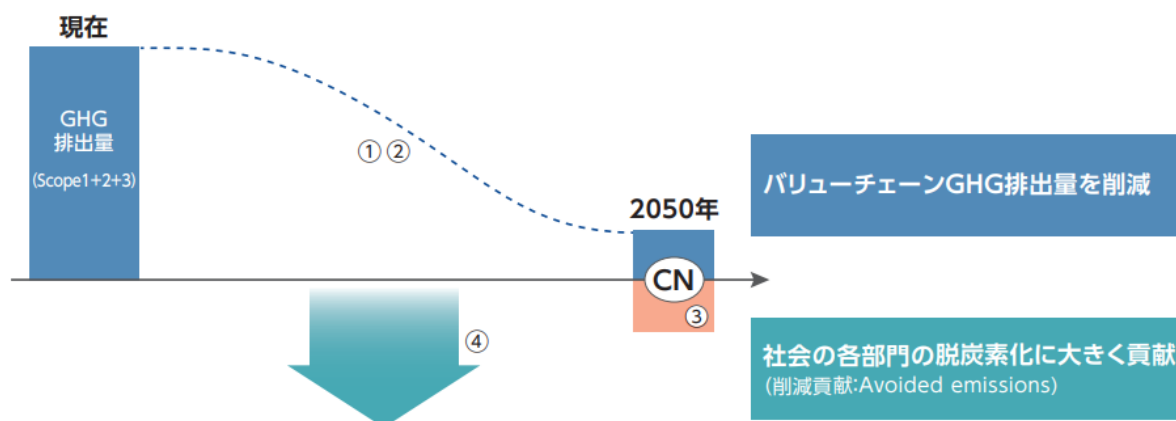 現在
GHG
排出量
(Scope1+2+3)
①②
2050年
CN
③
④
バリューチェーンGHG排出量を削減
社会の各部門の脱炭素化に大きく貢献
(削減貢献:Avoided emissions)